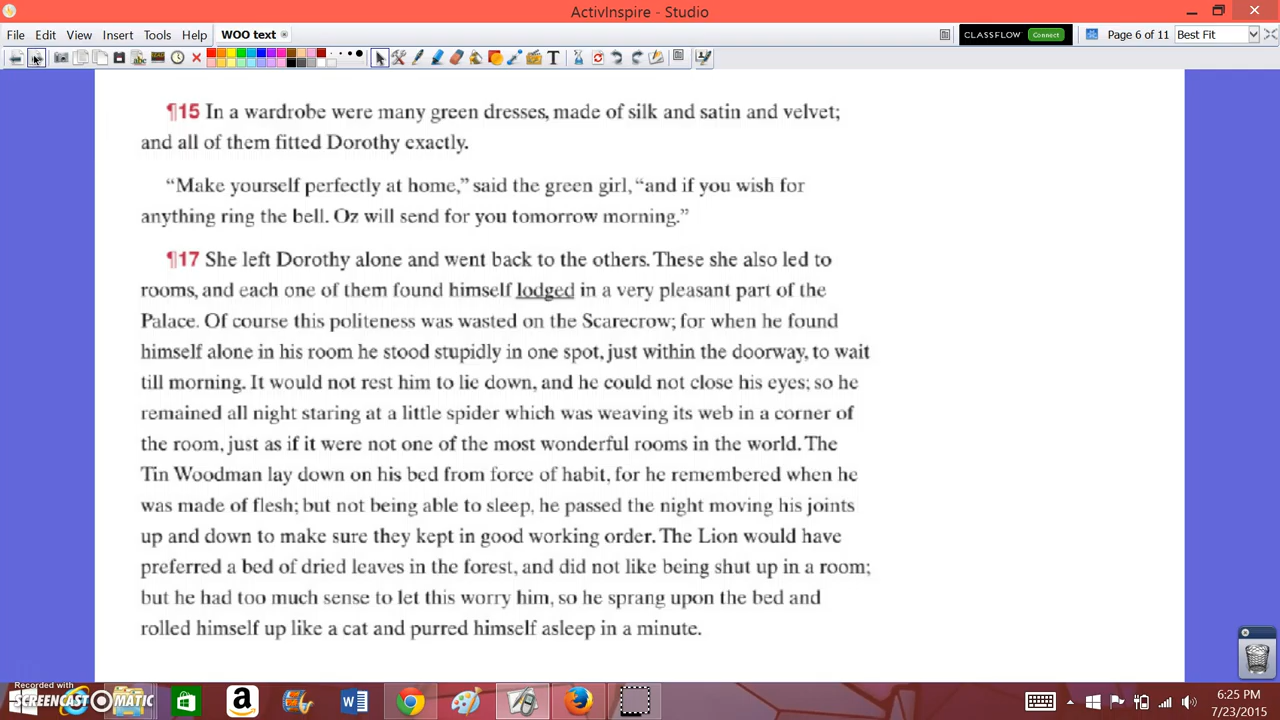 ActivInspire - Studio
File Edit View Insert Tools Help WOO text
CLASSFLOW Connect Page 6 of 11 Best Fit
¶15 In a wardrobe were many green dresses, made of silk and satin and velvet;
and all of them fitted Dorothy exactly.
“Make yourself perfectly at home,” said the green girl, “and if you wish for
anything ring the bell. Oz will send for you tomorrow morning.”
¶17 She left Dorothy alone and went back to the others. These she also led to
rooms, and each one of them found himself lodged in a very pleasant part of the
Palace. Of course this politeness was wasted on the Scarecrow; for when he found
himself alone in his room he stood stupidly in one spot, just within the doorway, to wait
till morning. It would not rest him to lie down, and he could not close his eyes; so he
remained all night staring at a little spider which was weaving its web in a corner of
the room, just as if it were not one of the most wonderful rooms in the world. The
Tin Woodman lay down on his bed from force of habit, for he remembered when he
was made of flesh; but not being able to sleep, he passed the night moving his joints
up and down to make sure they kept in good working order. The Lion would have
preferred a bed of dried leaves in the forest, and did not like being shut up in a room;
but he had too much sense to let this worry him, so he sprang upon the bed and
rolled himself up like a cat and purred himself asleep in a minute.
Recorded with
SCREENCAST MATIC
6:25 PM
7/23/2015